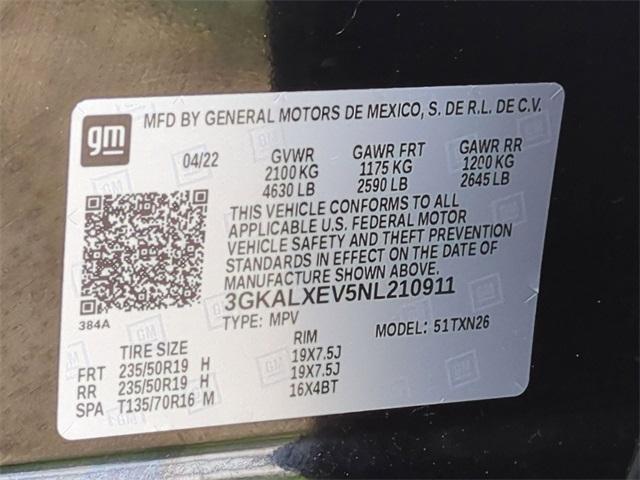 gm
MFD BY GENERAL MOTORS DE MEXICO, S. DE R.L. DE C.V.
04/22 GVWR GAWR FRT GAWR RR
2100 KG 1175 KG 1200 KG
4630 LB 2590 LB 2645 LB
THIS VEHICLE CONFORMS TO ALL
APPLICABLE U.S. FEDERAL MOTOR
VEHICLE SAFETY AND THEFT PREVENTION
STANDARDS IN EFFECT ON THE DATE OF
MANUFACTURE SHOWN ABOVE.
3GKALXEV5NL210911
384A TYPE: MPV MODEL: 51TXN26
TIRE SIZE RIM
FRT 235/50R19 H 19X7.5J
RR 235/50R19 H 19X7.5J
SPA T135/70R16 M 16X4BT